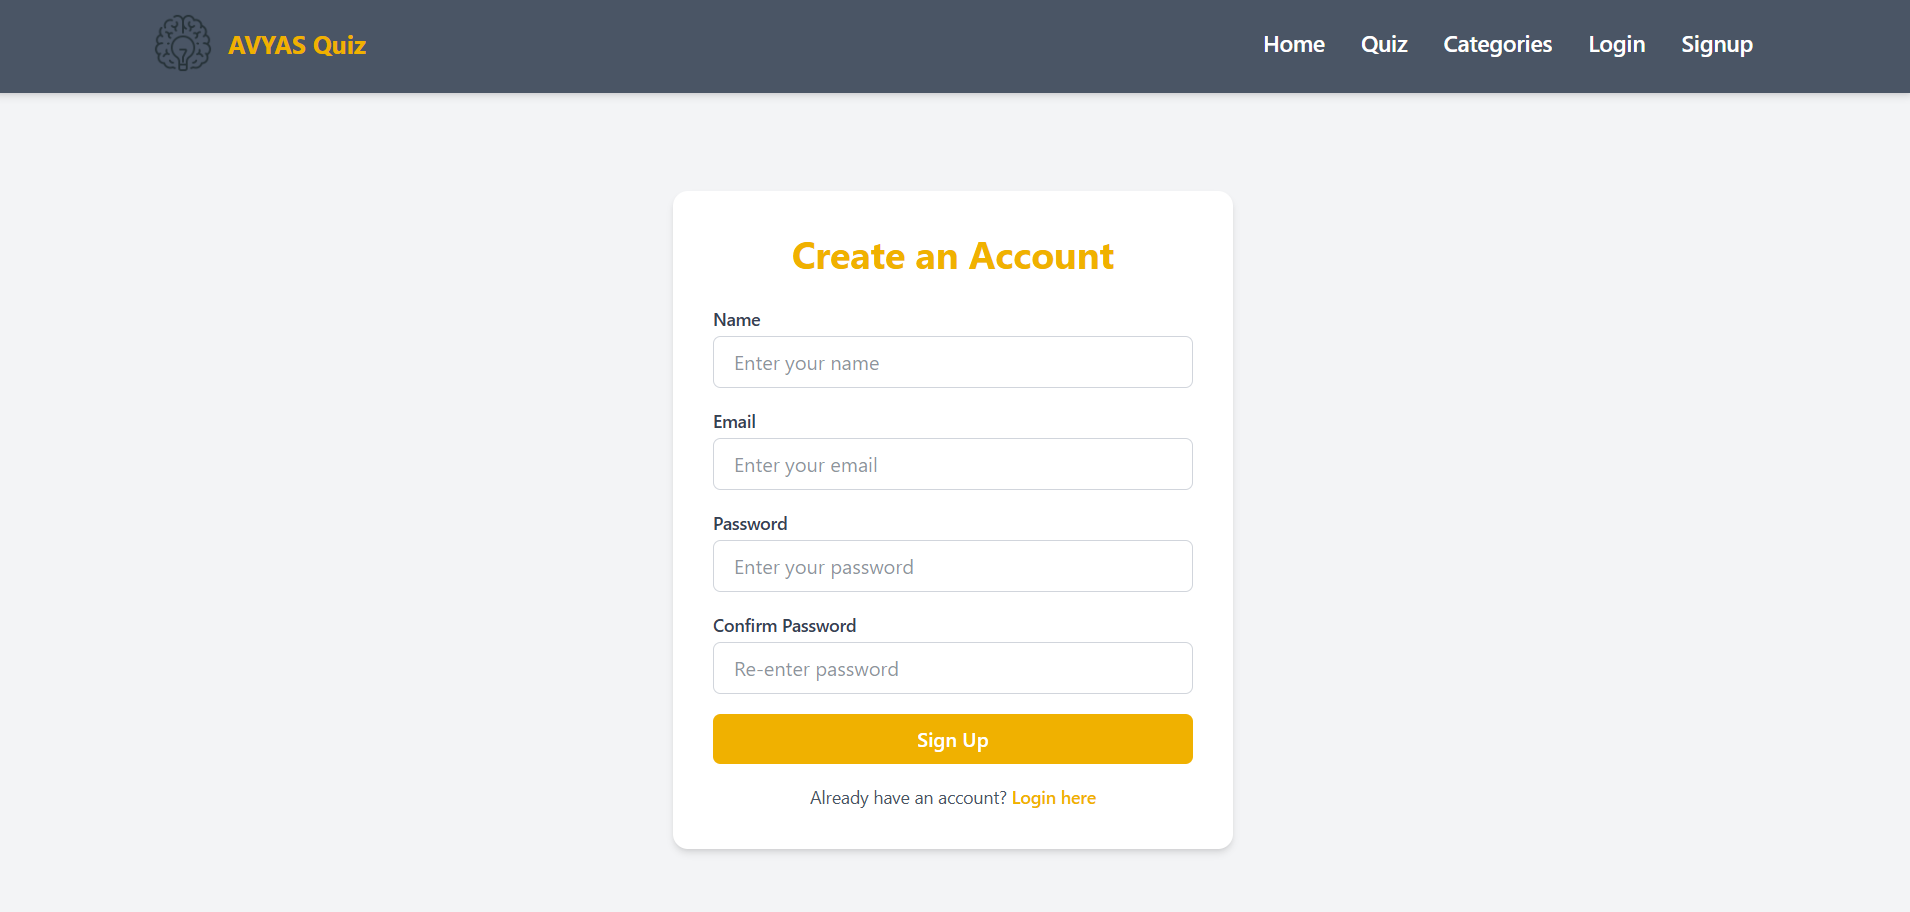 AVYAS Quiz
Home Quiz Categories Login Signup
Create an Account
Name
Enter your name
Email
Enter your email
Password
Enter your password
Confirm Password
Re-enter password
Sign Up
Already have an account? Login here